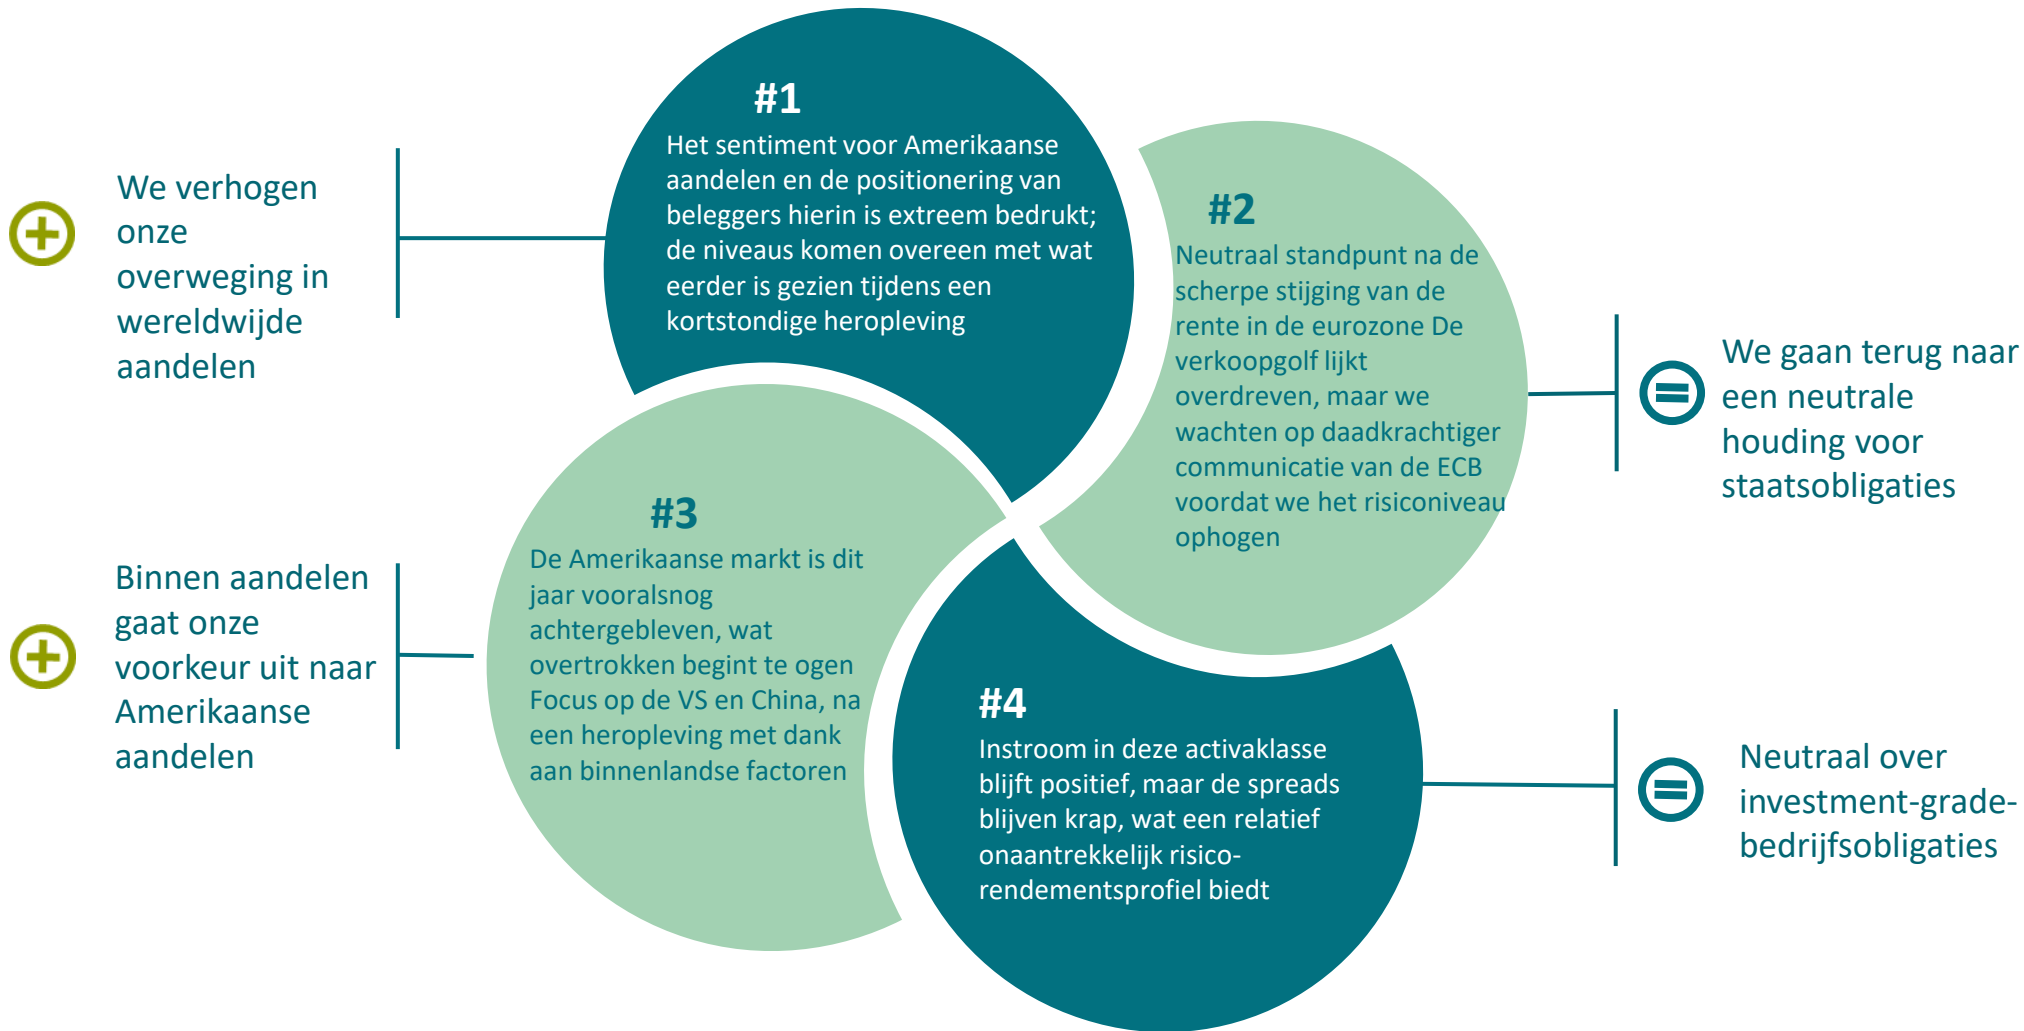 #1
Het sentiment voor Amerikaanse
aandelen en de positionering van
beleggers hierin is extreem bedrukt;
de niveaus komen overeen met wat
eerder is gezien tijdens een
kortstondige heropleving
We verhogen
onze
overweging in
wereldwijde
aandelen
#2
Neutraal standpunt na de
scherpe stijging van de
rente in de eurozone De
verkoopgolf lijkt
overdreven, maar we
wachten op daadkrachtiger
communicatie van de ECB
voordat we het risiconiveau
ophogen
We gaan terug naar
een neutrale
houding voor
staatsobligaties
#3
De Amerikaanse markt is dit
jaar vooralsnog
achtergebleven, wat
overtrokken begint te ogen
Focus op de VS en China, na
een heropleving met dank
aan binnenlandse factoren
Binnen aandelen
gaat onze
voorkeur uit naar
Amerikaanse
aandelen
#4
Instroom in deze activaklasse
blijft positief, maar de spreads
blijven krap, wat een relatief
onaantrekkelijk risico-
rendementsprofiel biedt
Neutraal over
investment-grade-
bedrijfsobligaties